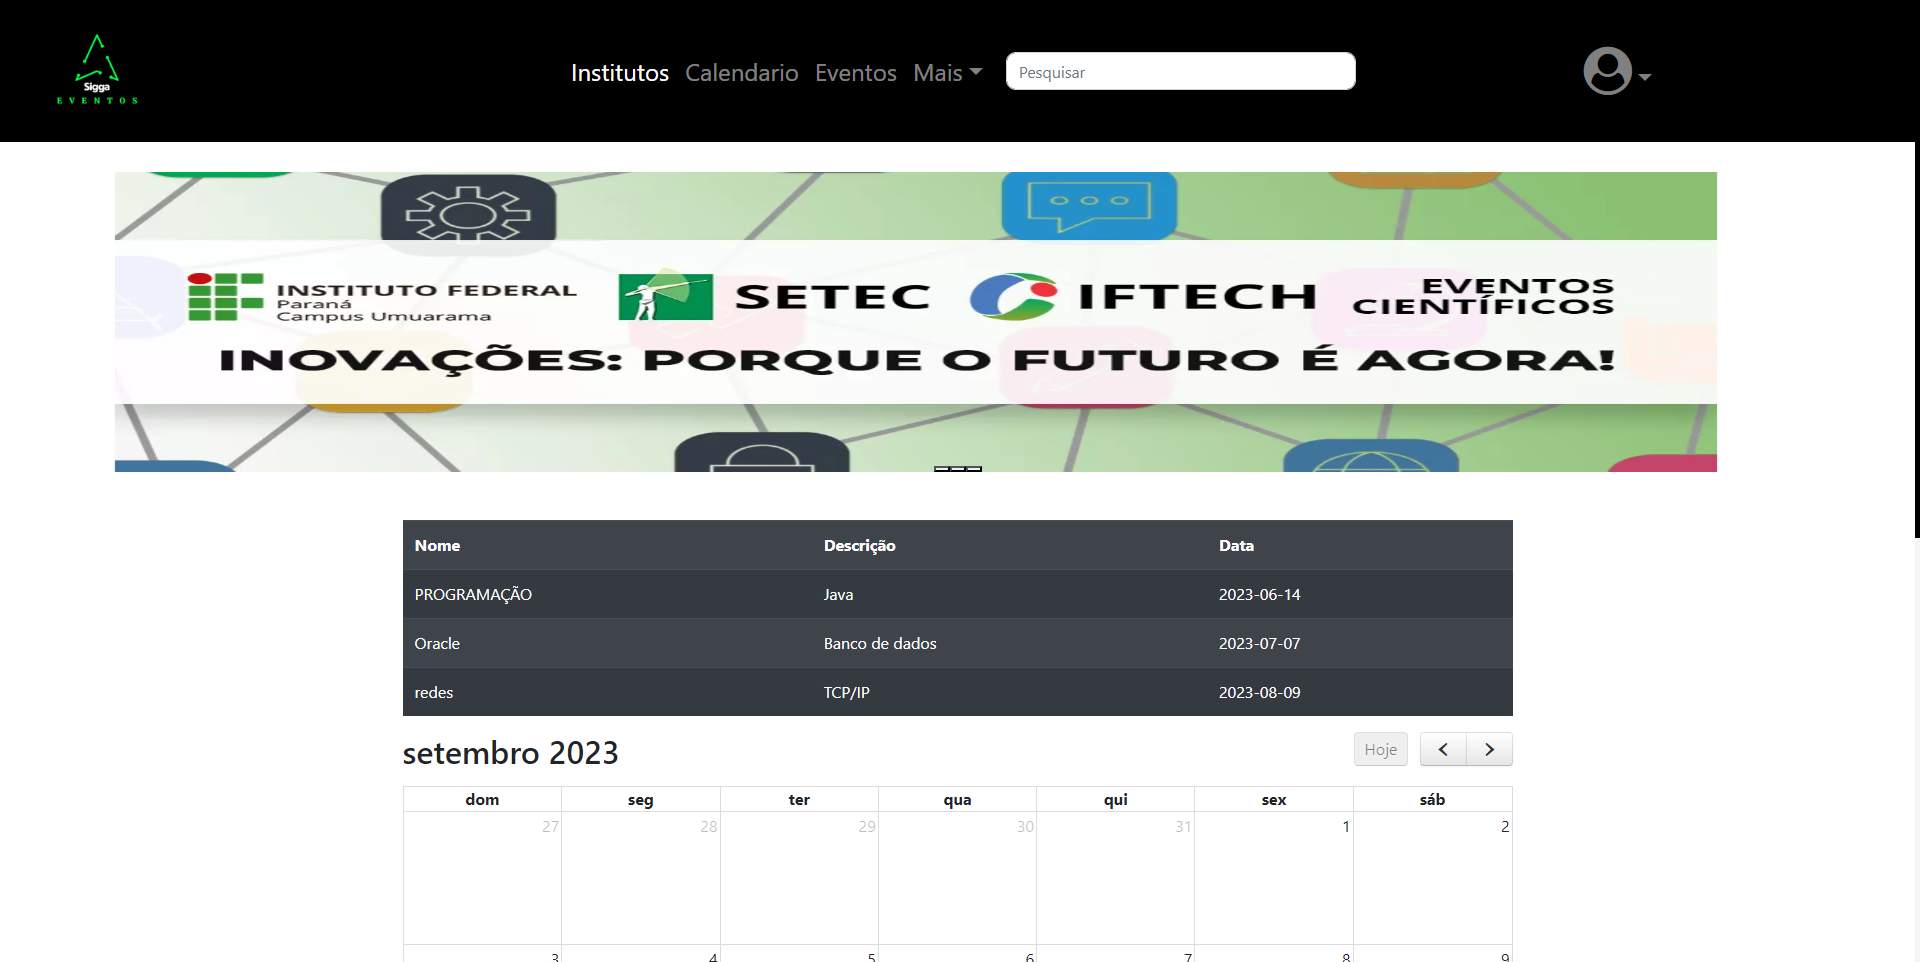 Sigga
EVENTOS
Institutos Calendario Eventos Mais Pesquisar
INSTITUTO FEDERAL
Paraná
Campus Umuarama
SETEC
IFTECH
EVENTOS
CIENTÍFICOS
INOVAÇÕES: PORQUE O FUTURO É AGORA!
Nome Descrição Data
PROGRAMAÇÃO Java 2023-06-14
Oracle Banco de dados 2023-07-07
redes TCP/IP 2023-08-09
setembro 2023 Hoje
dom seg ter qua qui sex sáb
27 28 29 30 31 1 2
3 4 5 6 7 8 9